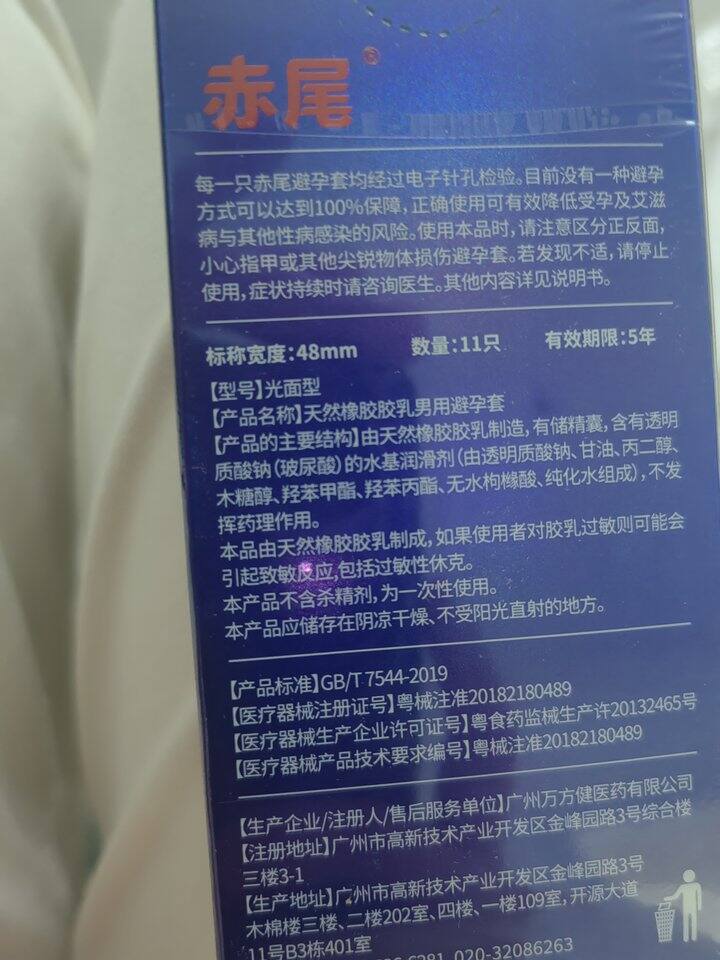 赤尾®
每一只赤尾避孕套均经过电子针孔检验。目前没有一种避孕
方式可以达到100%保障，正确使用可有效降低受孕及艾滋
病与其他性病感染的风险。使用本品时，请注意区分正反面，
小心指甲或其他尖锐物体损伤避孕套。若发现不适，请停止
使用，症状持续时请咨询医生。其他内容详见说明书。
标称宽度：48mm 数量：11只 有效期限：5年
【型号】光面型
【产品名称】天然橡胶胶乳男用避孕套
【产品的主要结构】由天然橡胶胶乳制造，有储精囊，含有透明
质酸钠（玻尿酸）的水基润滑剂（由透明质酸钠、甘油、丙二醇、
木糖醇、羟苯甲酯、羟苯丙酯、无水枸橼酸、纯化水组成），不发
挥药理作用。
本品由天然橡胶胶乳制成，如果使用者对胶乳过敏则可能会
引起致敏反应，包括过敏性休克。
本产品不含杀精剂，为一次性使用。
本产品应储存在阴凉干燥、不受阳光直射的地方。
【产品标准】GB/T 7544-2019
【医疗器械注册证号】粤械注准20182180489
【医疗器械生产企业许可证号】粤食药监械生产许20132465号
【医疗器械产品技术要求编号】粤械注准20182180489
【生产企业/注册人/售后服务单位】广州万方健医药有限公司
【注册地址】广州市高新技术产业开发区金峰园路3号综合楼
三楼3-1
【生产地址】广州市高新技术产业开发区金峰园路3号
木棉楼三楼、二楼202室、四楼、一楼109室，开源大道
11号B3栋401室
020-32086263